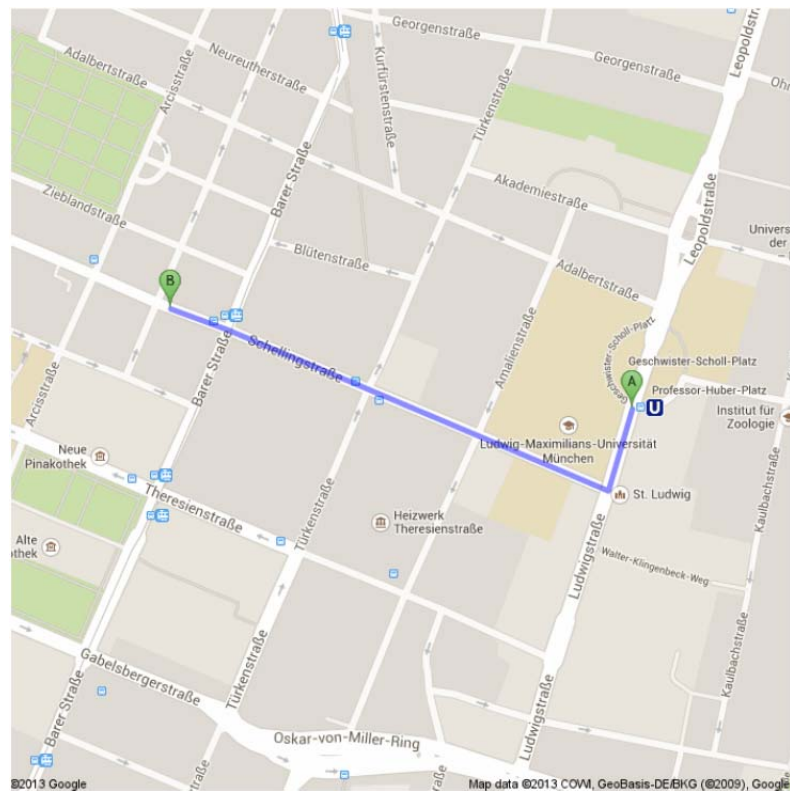 Adalbertstraße
Neureutherstraße
Arcisstraße
Kurfürstenstraße
Georgenstraße
Georgenstraße
Leopoldstraße
Türkenstraße
Barer Straße
Zieblandstraße
Akademiestraße
Leopoldstraße
Univers
der
Blütenstraße
Adalbertstraße
B
Schellingstraße
Amalienstraße
Geschwister-Scholl-Platz
Geschwister-Scholl-Platz
A
Professor-Huber-Platz
U
Institut für
Zoologie
Barer Straße
Arcisstraße
Ludwig-Maximilians-Universität
München
Neue
Pinakothek
St. Ludwig
Theresienstraße
Türkenstraße
Heizwerk
Theresienstraße
Ludwigstraße
Kaulbachstraße
Alte
othek
Walter-Klingenbeck-Weg
Gabelsbergerstraße
Türkenstraße
Kaulbachstraße
Barer Straße
Oskar-von-Miller-Ring
Ludwigstraße
©2013 Google
Map data ©2013 COWI, GeoBasis-DE/BKG (©2009), Google